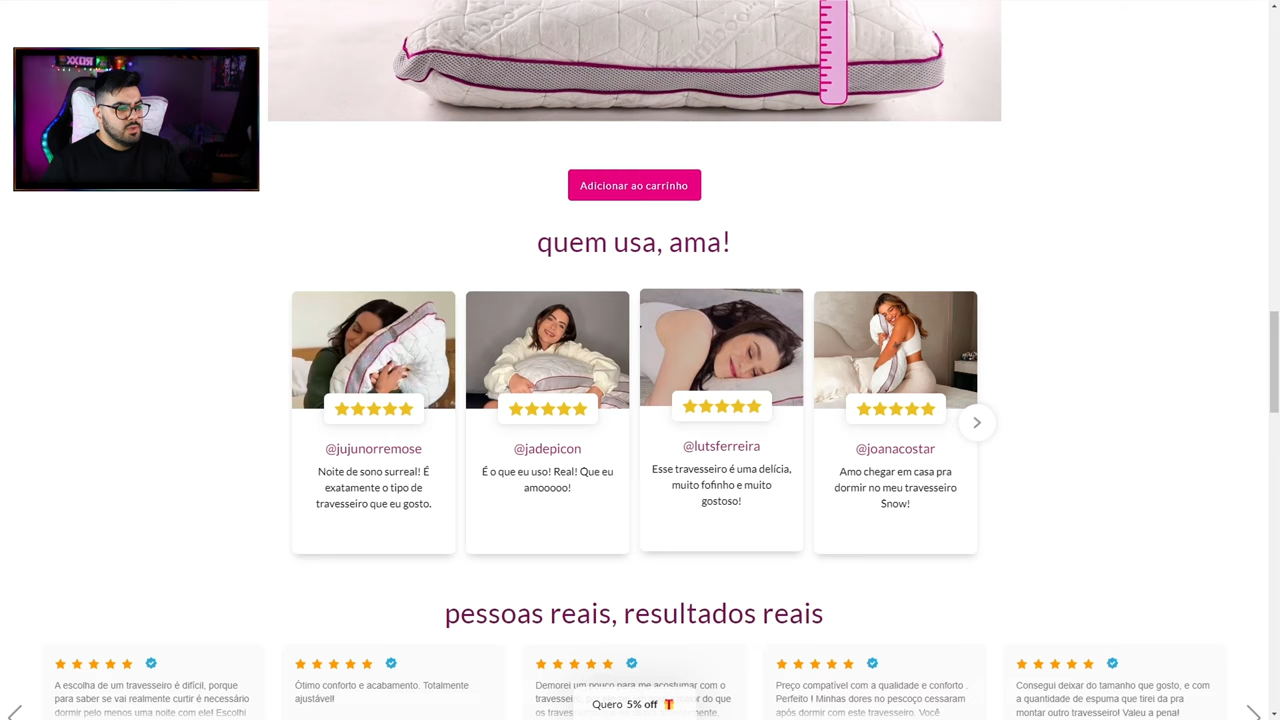 Adicionar ao carrinho
quem usa, ama!
@jujunorremose
Noite de sono surreal! É
exatamente o tipo de
travesseiro que eu gosto.
@jadepicon
É o que eu uso! Real! Que eu
amooooo!
@lutsferreira
Esse travesseiro é uma delícia,
muito fofinho e muito
gostoso!
@joanacostar
Amo chegar em casa pra
dormir no meu travesseiro
Snow!
pessoas reais, resultados reais
A escolha de um travesseiro é difícil, porque
para saber se vai realmente curtir é necessário
dormir pelo menos uma noite com ele! Escolhi
Ótimo conforto e acabamento. Totalmente
ajustável!
Demorei um pouco para me acostumar com o
travesseiro do que
os
Preço compatível com a qualidade e conforto .
Perfeito ! Minhas dores no pescoço cessaram
após dormir com este travesseiro. Você
Consegui deixar do tamanho que gosto, e com
a quantidade de espuma que tirei da pra
montar outro travesseiro! Valeu a pena!
Quero 5% off